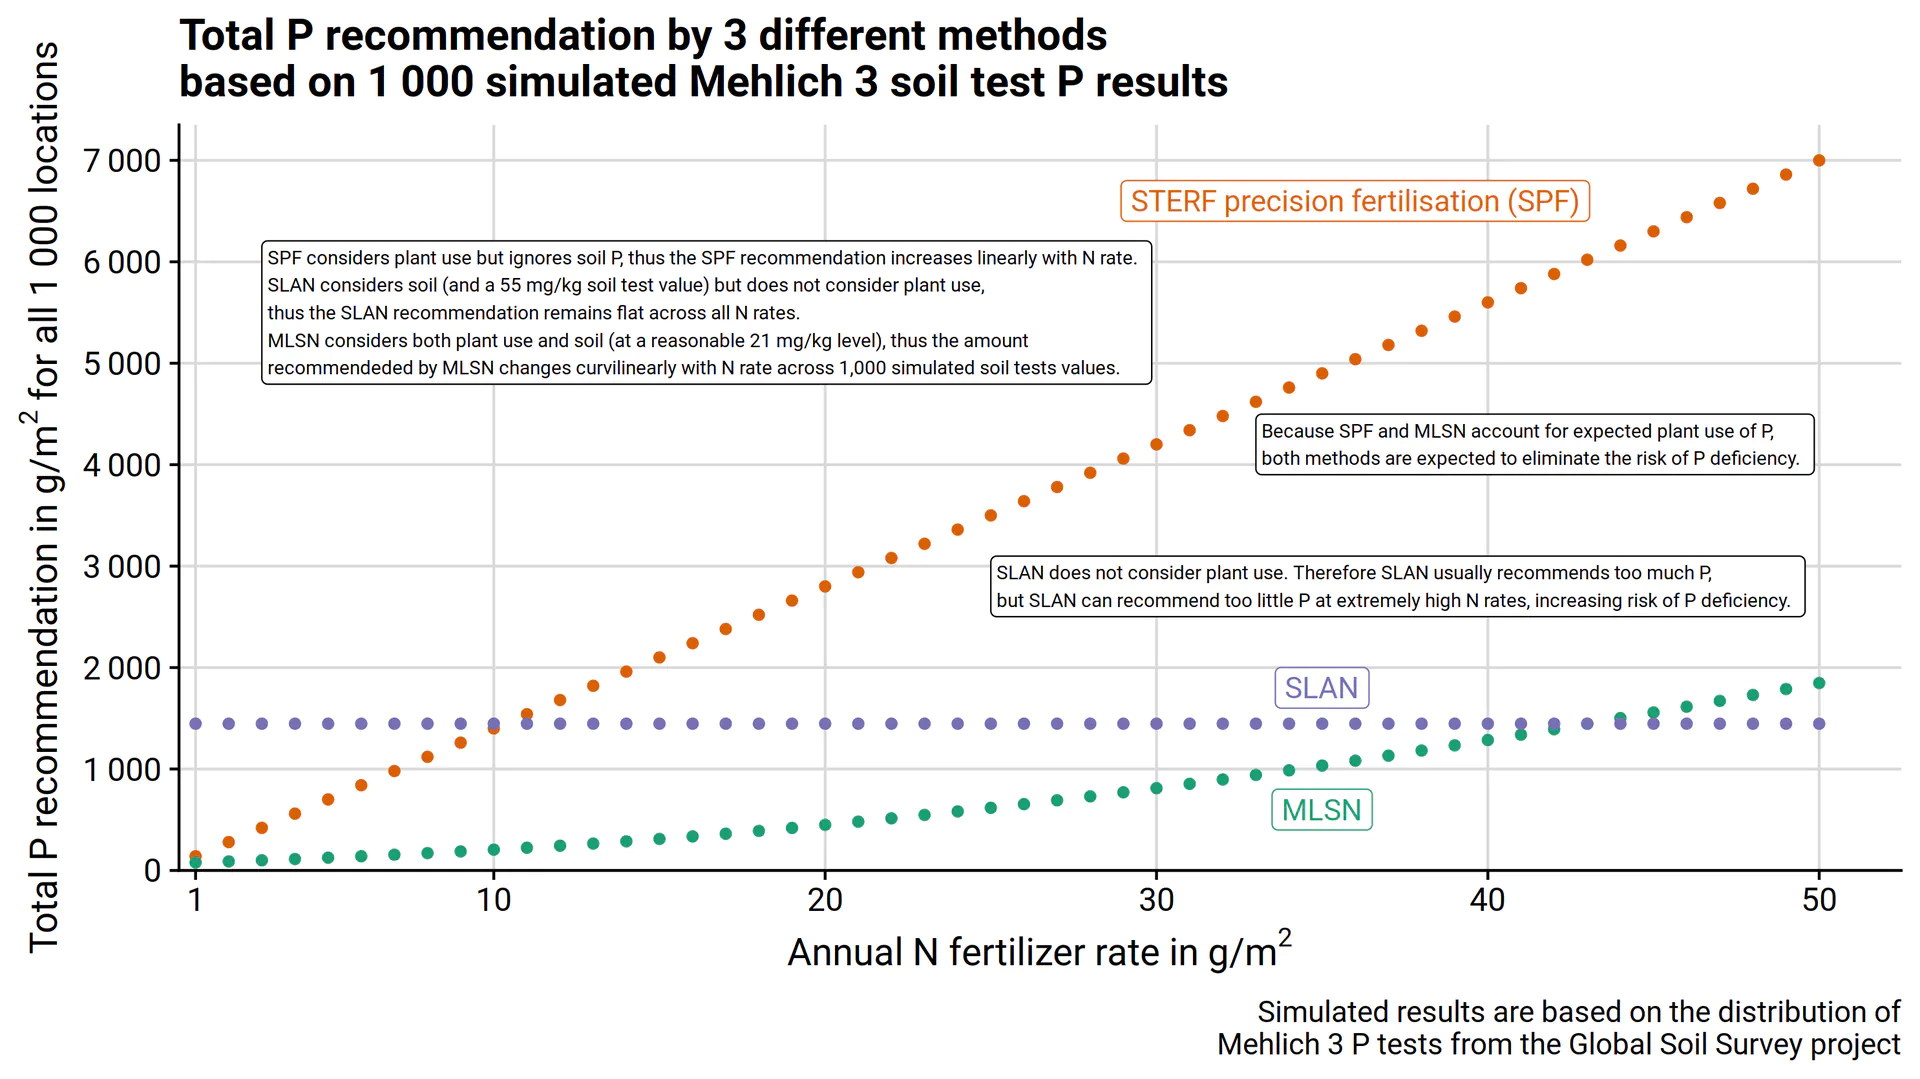 Total P recommendation by 3 different methods
based on 1 000 simulated Mehlich 3 soil test P results
Total P recommendation in g/m² for all 1 000 locations
7 000
6 000
5 000
4 000
3 000
2 000
1 000
0
STERF precision fertilisation (SPF)
SPF considers plant use but ignores soil P, thus the SPF recommendation increases linearly with N rate.
SLAN considers soil (and a 55 mg/kg soil test value) but does not consider plant use,
thus the SLAN recommendation remains flat across all N rates.
MLSN considers both plant use and soil (at a reasonable 21 mg/kg level), thus the amount
recommendeded by MLSN changes curvilinearly with N rate across 1,000 simulated soil tests values.
Because SPF and MLSN account for expected plant use of P,
both methods are expected to eliminate the risk of P deficiency.
SLAN does not consider plant use. Therefore SLAN usually recommends too much P,
but SLAN can recommend too little P at extremely high N rates, increasing risk of P deficiency.
SLAN
MLSN
1 10 20 30 40 50
Annual N fertilizer rate in g/m²
Simulated results are based on the distribution of
Mehlich 3 P tests from the Global Soil Survey project